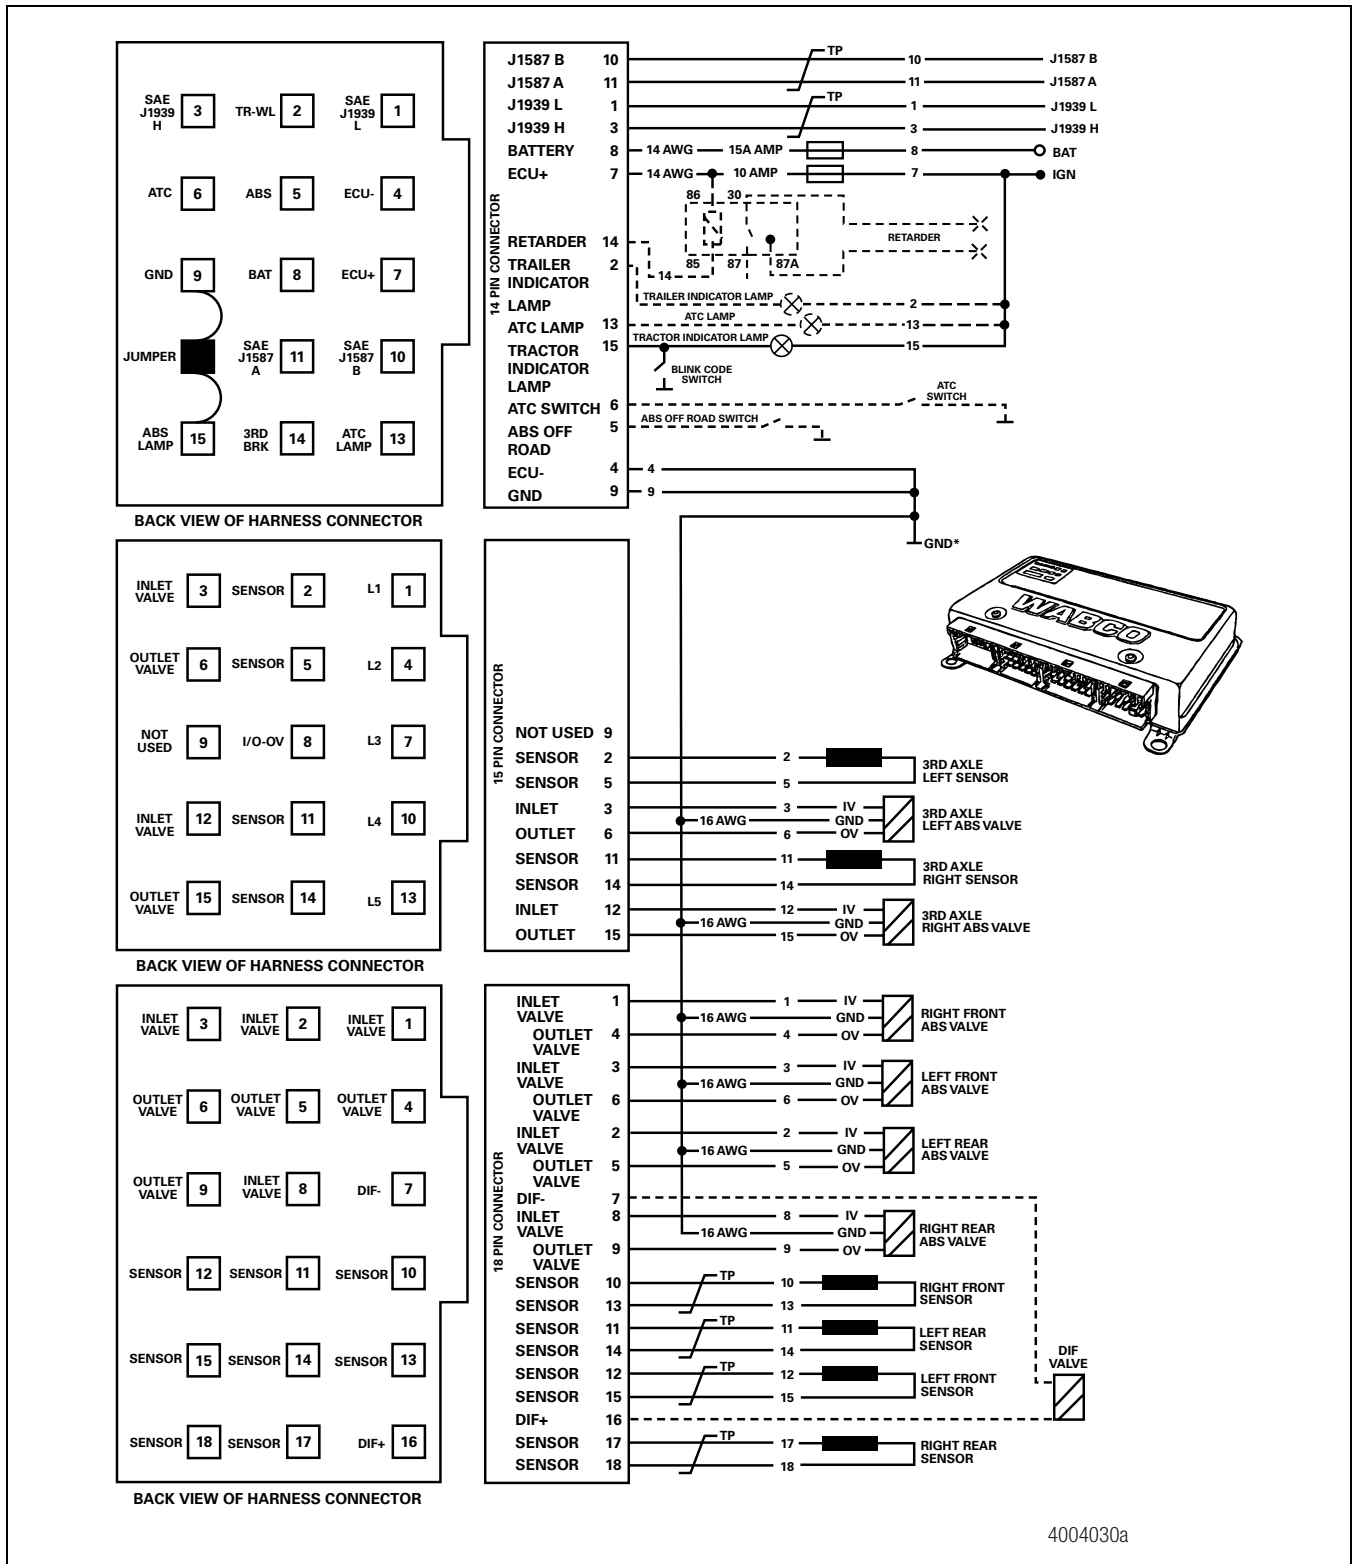 SAE
J1939
H
3
TR-WL
2
SAE
J1939
L
1
ATC
6
ABS
5
ECU-
4
GND
9
BAT
8
ECU+
7
JUMPER
SAE
J1587
A
11
SAE
J1587
B
10
ABS
LAMP
15
3RD
BRK
14
ATC
LAMP
13
BACK VIEW OF HARNESS CONNECTOR
14 PIN CONNECTOR
J1587 B 10
J1587 A 11
J1939 L 1
J1939 H 3
BATTERY 8
ECU+ 7
RETARDER 14
TRAILER 2
INDICATOR
LAMP
ATC LAMP 13
TRACTOR 15
INDICATOR
LAMP
ATC SWITCH 6
ABS OFF 5
ROAD
ECU- 4
GND 9
TP
10 J1587 B
11 J1587 A
TP
1 J1939 L
3 J1939 H
14 AWG 15A AMP 8 BAT
14 AWG 10 AMP 7 IGN
86 30
85 87 87A
14
RETARDER
TRAILER INDICATOR LAMP 2
ATC LAMP 13
TRACTOR INDICATOR LAMP 15
BLINK CODE
SWITCH
ATC
SWITCH
ABS OFF ROAD SWITCH
4
9
GND*
WABCO
INLET
VALVE
3
SENSOR
2
L1
1
OUTLET
VALVE
6
SENSOR
5
L2
4
NOT
USED
9
I/O-OV
8
L3
7
INLET
VALVE
12
SENSOR
11
L4
10
OUTLET
VALVE
15
SENSOR
14
L5
13
BACK VIEW OF HARNESS CONNECTOR
15 PIN CONNECTOR
NOT USED 9
SENSOR 2
SENSOR 5
INLET 3
OUTLET 6
SENSOR 11
SENSOR 14
INLET 12
OUTLET 15
2
5
3RD AXLE
LEFT SENSOR
3 IV
16 AWG GND
6 OV
3RD AXLE
LEFT ABS VALVE
11
14
3RD AXLE
RIGHT SENSOR
12 IV
16 AWG GND
15 OV
3RD AXLE
RIGHT ABS VALVE
INLET
VALVE
3
INLET
VALVE
2
INLET
VALVE
1
OUTLET
VALVE
6
OUTLET
VALVE
5
OUTLET
VALVE
4
OUTLET
VALVE
9
INLET
VALVE
8
DIF-
7
SENSOR
12
SENSOR
11
SENSOR
10
SENSOR
15
SENSOR
14
SENSOR
13
SENSOR
18
SENSOR
17
DIF+
16
BACK VIEW OF HARNESS CONNECTOR
18 PIN CONNECTOR
INLET 1
VALVE
OUTLET 4
VALVE
INLET 3
VALVE
OUTLET 6
VALVE
INLET 2
VALVE
OUTLET 5
VALVE
DIF- 7
INLET 8
VALVE
OUTLET 9
VALVE
SENSOR 10
SENSOR 13
SENSOR 11
SENSOR 14
SENSOR 12
SENSOR 15
DIF+ 16
SENSOR 17
SENSOR 18
1 IV
16 AWG GND
4 OV
RIGHT FRONT
ABS VALVE
3 IV
16 AWG GND
6 OV
LEFT FRONT
ABS VALVE
2 IV
16 AWG GND
5 OV
LEFT REAR
ABS VALVE
8 IV
16 AWG GND
9 OV
RIGHT REAR
ABS VALVE
TP 10
13
RIGHT FRONT
SENSOR
TP 11
14
LEFT REAR
SENSOR
TP 12
15
LEFT FRONT
SENSOR
DIF
VALVE
TP 17
18
RIGHT REAR
SENSOR
4004030a